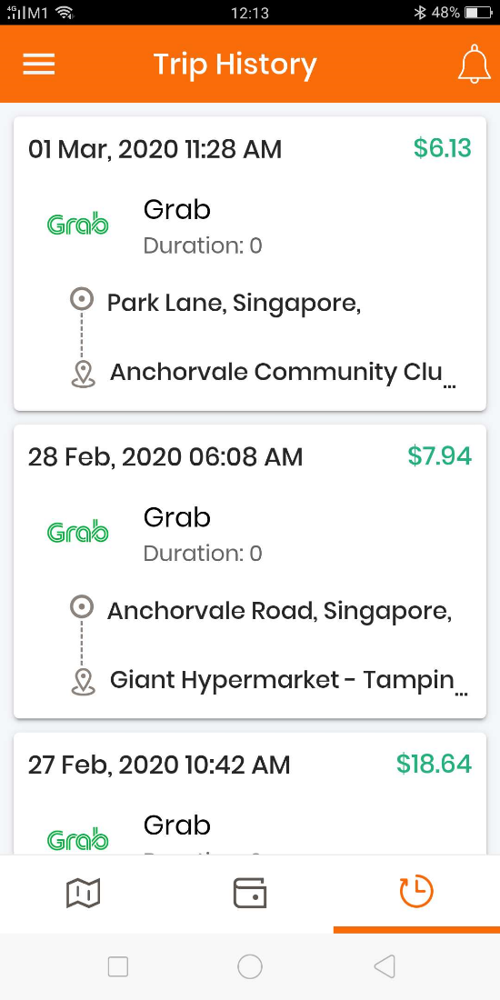 4G M1 12:13 48%
Trip History
01 Mar, 2020 11:28 AM $6.13
Grab
Grab
Duration: 0
Park Lane, Singapore,
Anchorvale Community Clu...
28 Feb, 2020 06:08 AM $7.94
Grab
Grab
Duration: 0
Anchorvale Road, Singapore,
Giant Hypermarket - Tampin...
27 Feb, 2020 10:42 AM $18.64
Grab
Grab